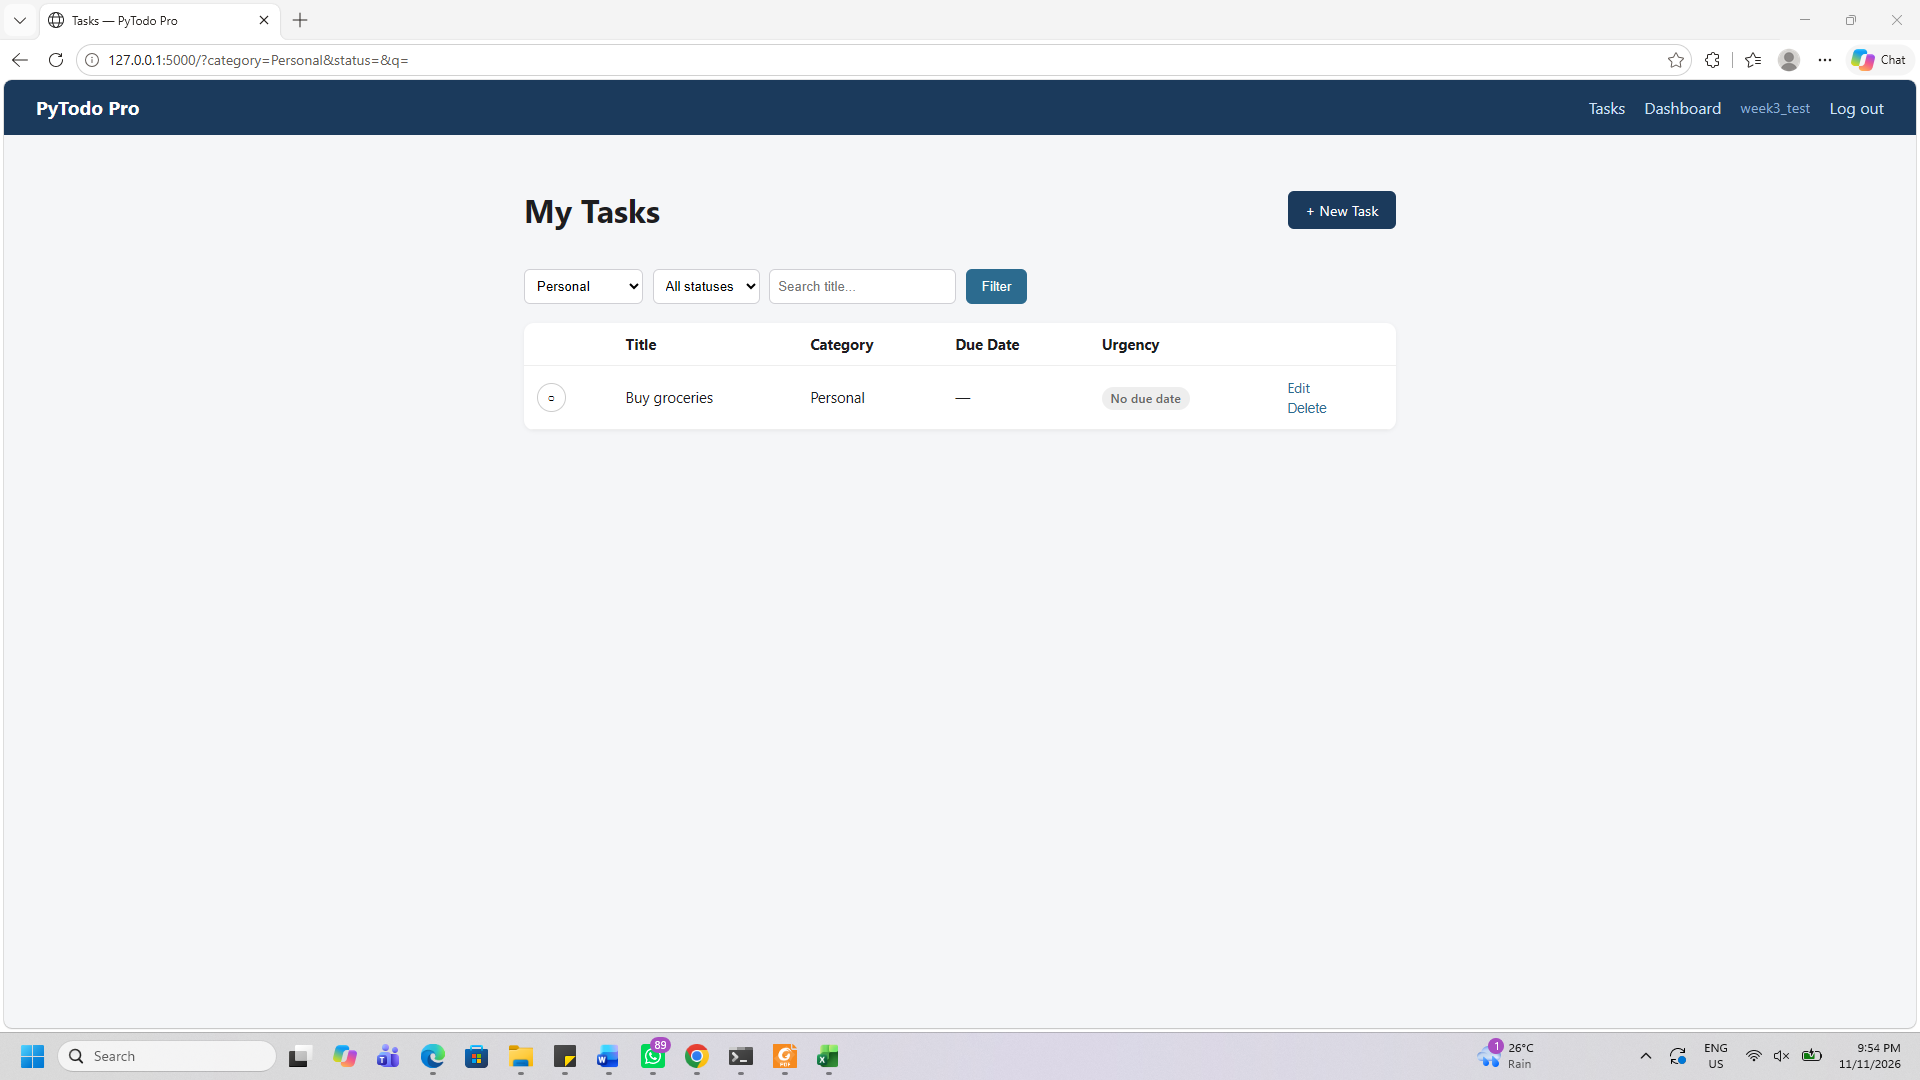 Tasks — PyTodo Pro
127.0.0.1:5000/?category=Personal&status=&q=
Chat
PyTodo Pro
Tasks Dashboard week3_test Log out
My Tasks
+ New Task
Personal All statuses Search title... Filter
Title Category Due Date Urgency
Buy groceries Personal — No due date Edit
Delete
Search
89
1
26°C
Rain
ENG
US
9:54 PM
11/11/2026